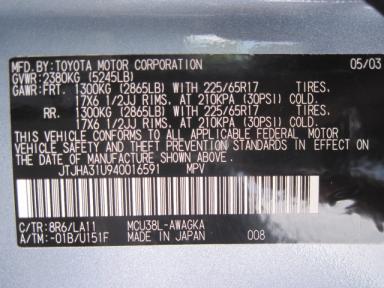 MFD.BY:TOYOTA MOTOR CORPORATION 05/03
GVWR:2380KG (5245LB)
GAWR:FRT. 1300KG (2865LB) WITH 225/65R17 TIRES,
17X6 1/2JJ RIMS, AT 210KPA (30PSI) COLD.
RR. 1300KG (2865LB) WITH 225/65R17 TIRES,
17X6 1/2JJ RIMS, AT 210KPA (30PSI) COLD.
THIS VEHICLE CONFORMS TO ALL APPLICABLE FEDERAL MOTOR VEHICLE
SAFETY STANDARDS IN EFFECT ON THE DATE OF MANUFACTURE SHOWN ABOVE.
JTJHA31U940016591 MPV
C/TR:8R6/LA11 MCU38L-AWAGKA
A/TM:-01B/U151F MADE IN JAPAN 008